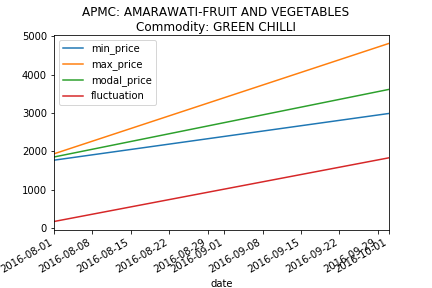 APMC: AMARAWATI-FRUIT AND VEGETABLES
Commodity: GREEN CHILLI
5000
4000
3000
2000
1000
0
min_price
max_price
modal_price
fluctuation
2016-08-01
2016-08-08
2016-08-15
2016-08-22
2016-08-29
2016-09-01
2016-09-08
2016-09-15
2016-09-22
2016-09-29
2016-10-01
date